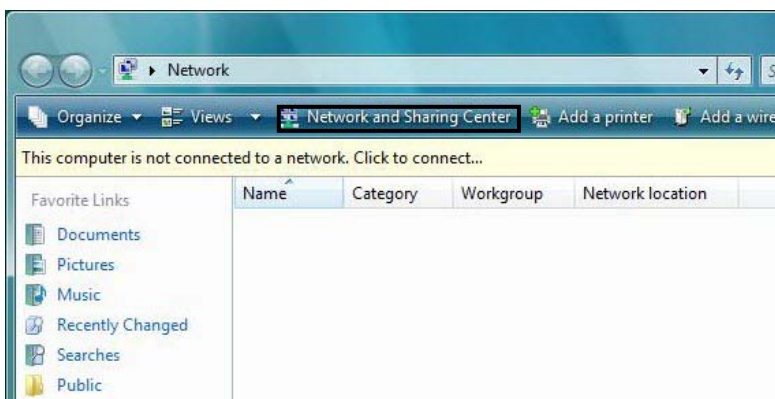 Network
Organize Views Network and Sharing Center Add a printer Add a wire
This computer is not connected to a network. Click to connect...
Favorite Links
Name Category Workgroup Network location
Documents
Pictures
Music
Recently Changed
Searches
Public